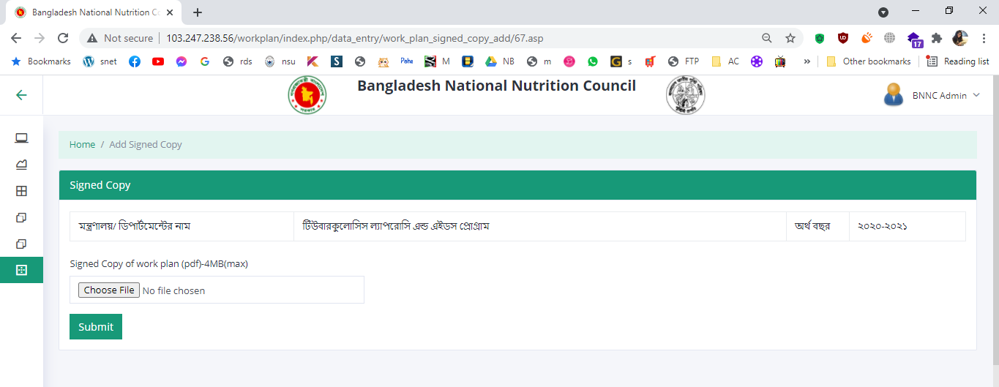 Bangladesh National Nutrition C
Not secure 103.247.238.56/workplan/index.php/data_entry/work_plan_signed_copy_add/67.asp
17
Bookmarks snet rds nsu Pathe M NB m s FTP AC » Other bookmarks Reading list
Bangladesh National Nutrition Council
BNNC Admin
Home / Add Signed Copy
Signed Copy
মন্ত্রণালয়/ ডিপার্টমেন্টের নাম টিউবারকুলোসিস ল্যাপরোসি এন্ড এইডস প্রোগ্রাম অর্থ বছর ২০২০-২০২১
Signed Copy of work plan (pdf)-4MB(max)
Choose File No file chosen
Submit